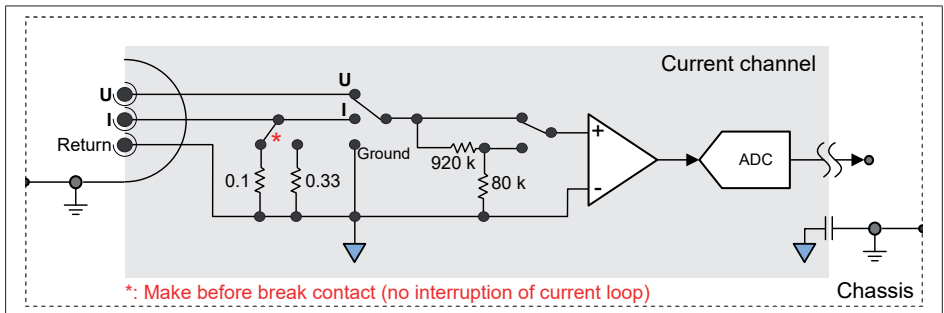 Current channel
U
U
I
I
Return
*
Ground
0.1
0.33
920 k
80 k
+
-
ADC
*: Make before break contact (no interruption of current loop)
Chassis